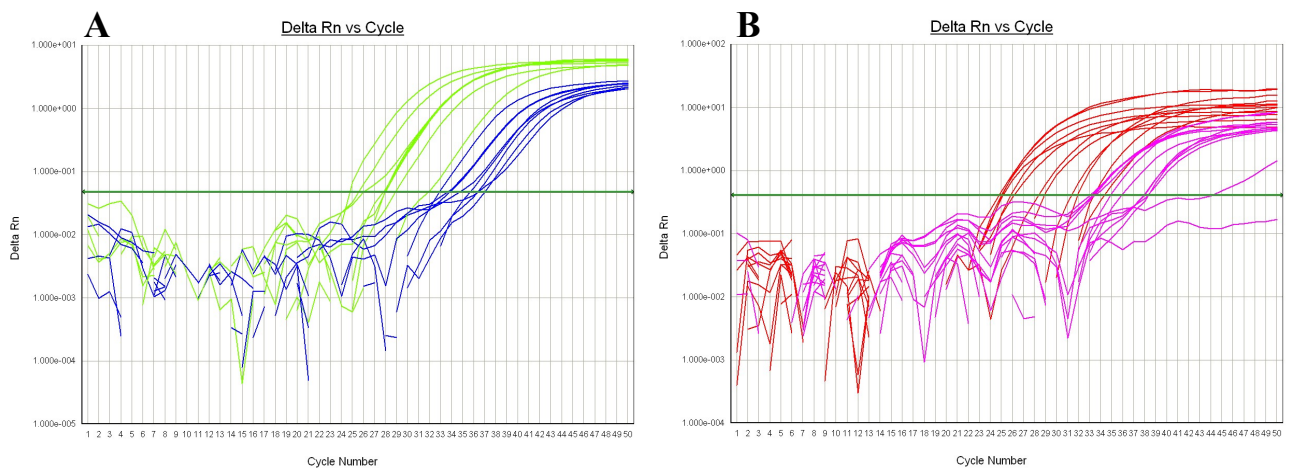 A
Delta Rn vs Cycle
1.000e+001
1.000e+000
1.000e-001
1.000e-002
1.000e-003
1.000e-004
1.000e-005
Delta Rn
1 2 3 4 5 6 7 8 9 10 11 12 13 14 15 16 17 18 19 20 21 22 23 24 25 26 27 28 29 30 31 32 33 34 35 36 37 38 39 40 41 42 43 44 45 46 47 48 49 50
Cycle Number
B
Delta Rn vs Cycle
1.000e+002
1.000e+001
1.000e+000
1.000e-001
1.000e-002
1.000e-003
1.000e-004
Delta Rn
1 2 3 4 5 6 7 8 9 10 11 12 13 14 15 16 17 18 19 20 21 22 23 24 25 26 27 28 29 30 31 32 33 34 35 36 37 38 39 40 41 42 43 44 45 46 47 48 49 50
Cycle Number